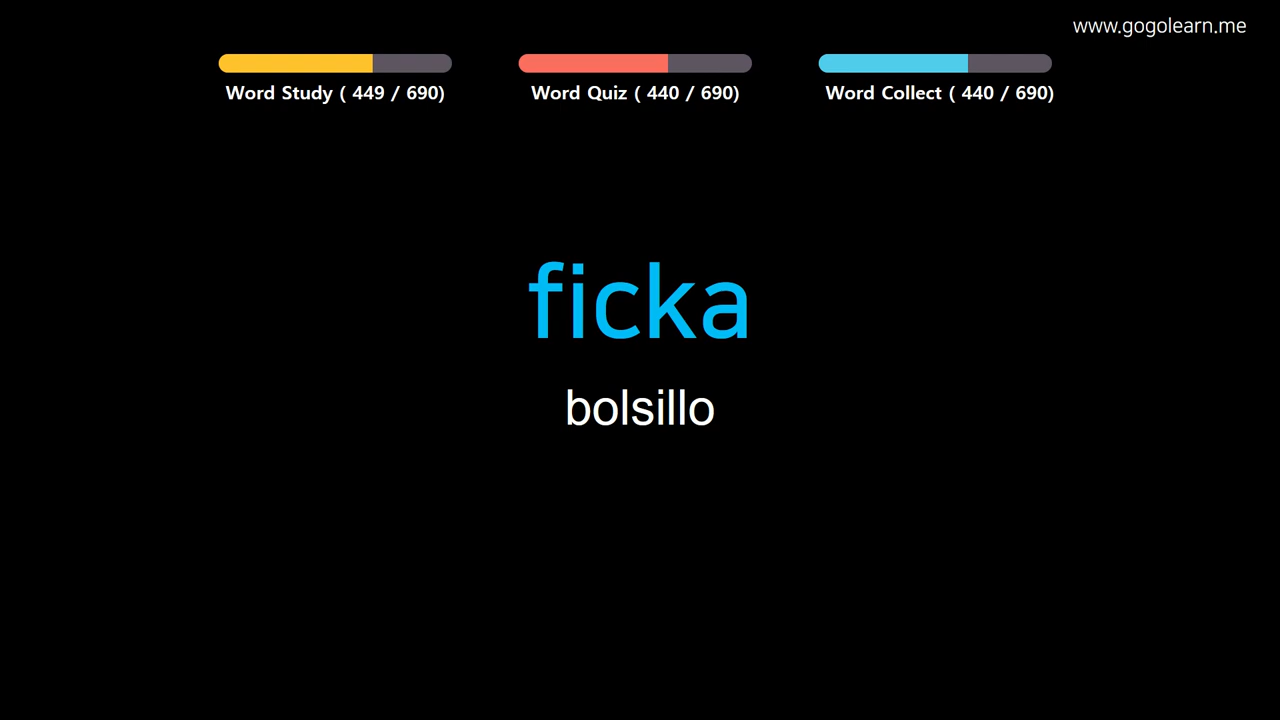 www.gogolearn.me
Word Study ( 449 / 690)
Word Quiz ( 440 / 690)
Word Collect ( 440 / 690)
ficka
bolsillo